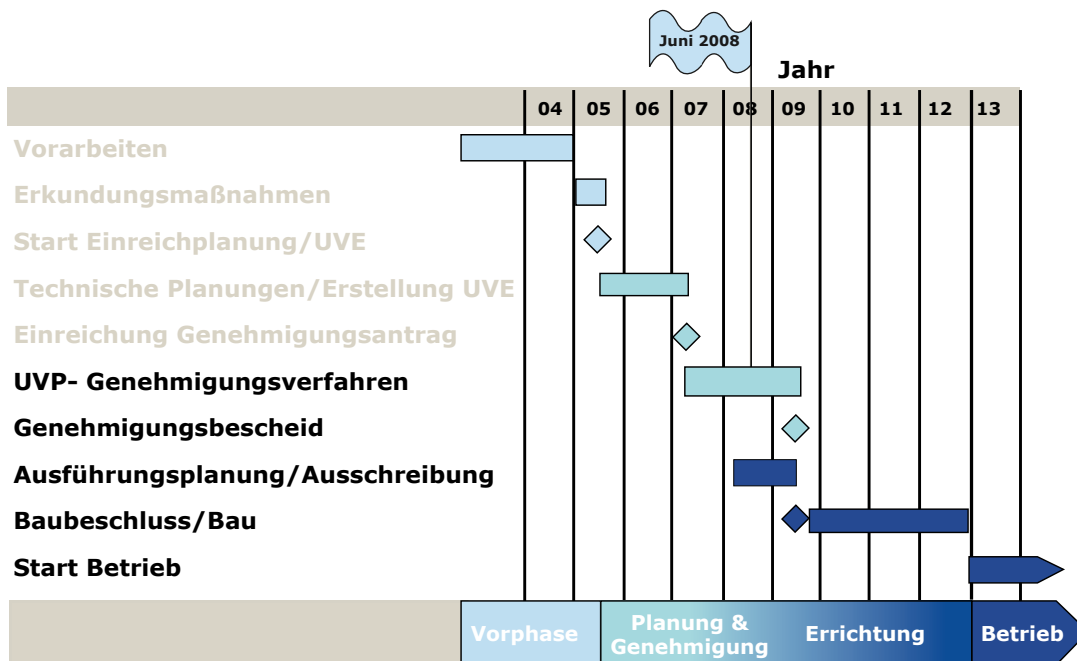 Juni 2008
Jahr
04 05 06 07 08 09 10 11 12 13
Vorarbeiten
Erkundungsmaßnahmen
Start Einreichplanung/UVE
Technische Planungen/Erstellung UVE
Einreichung Genehmigungsantrag
UVP- Genehmigungsverfahren
Genehmigungsbescheid
Ausführungsplanung/Ausschreibung
Baubeschluss/Bau
Start Betrieb
Vorphase
Planung &
Genehmigung
Errichtung
Betrieb